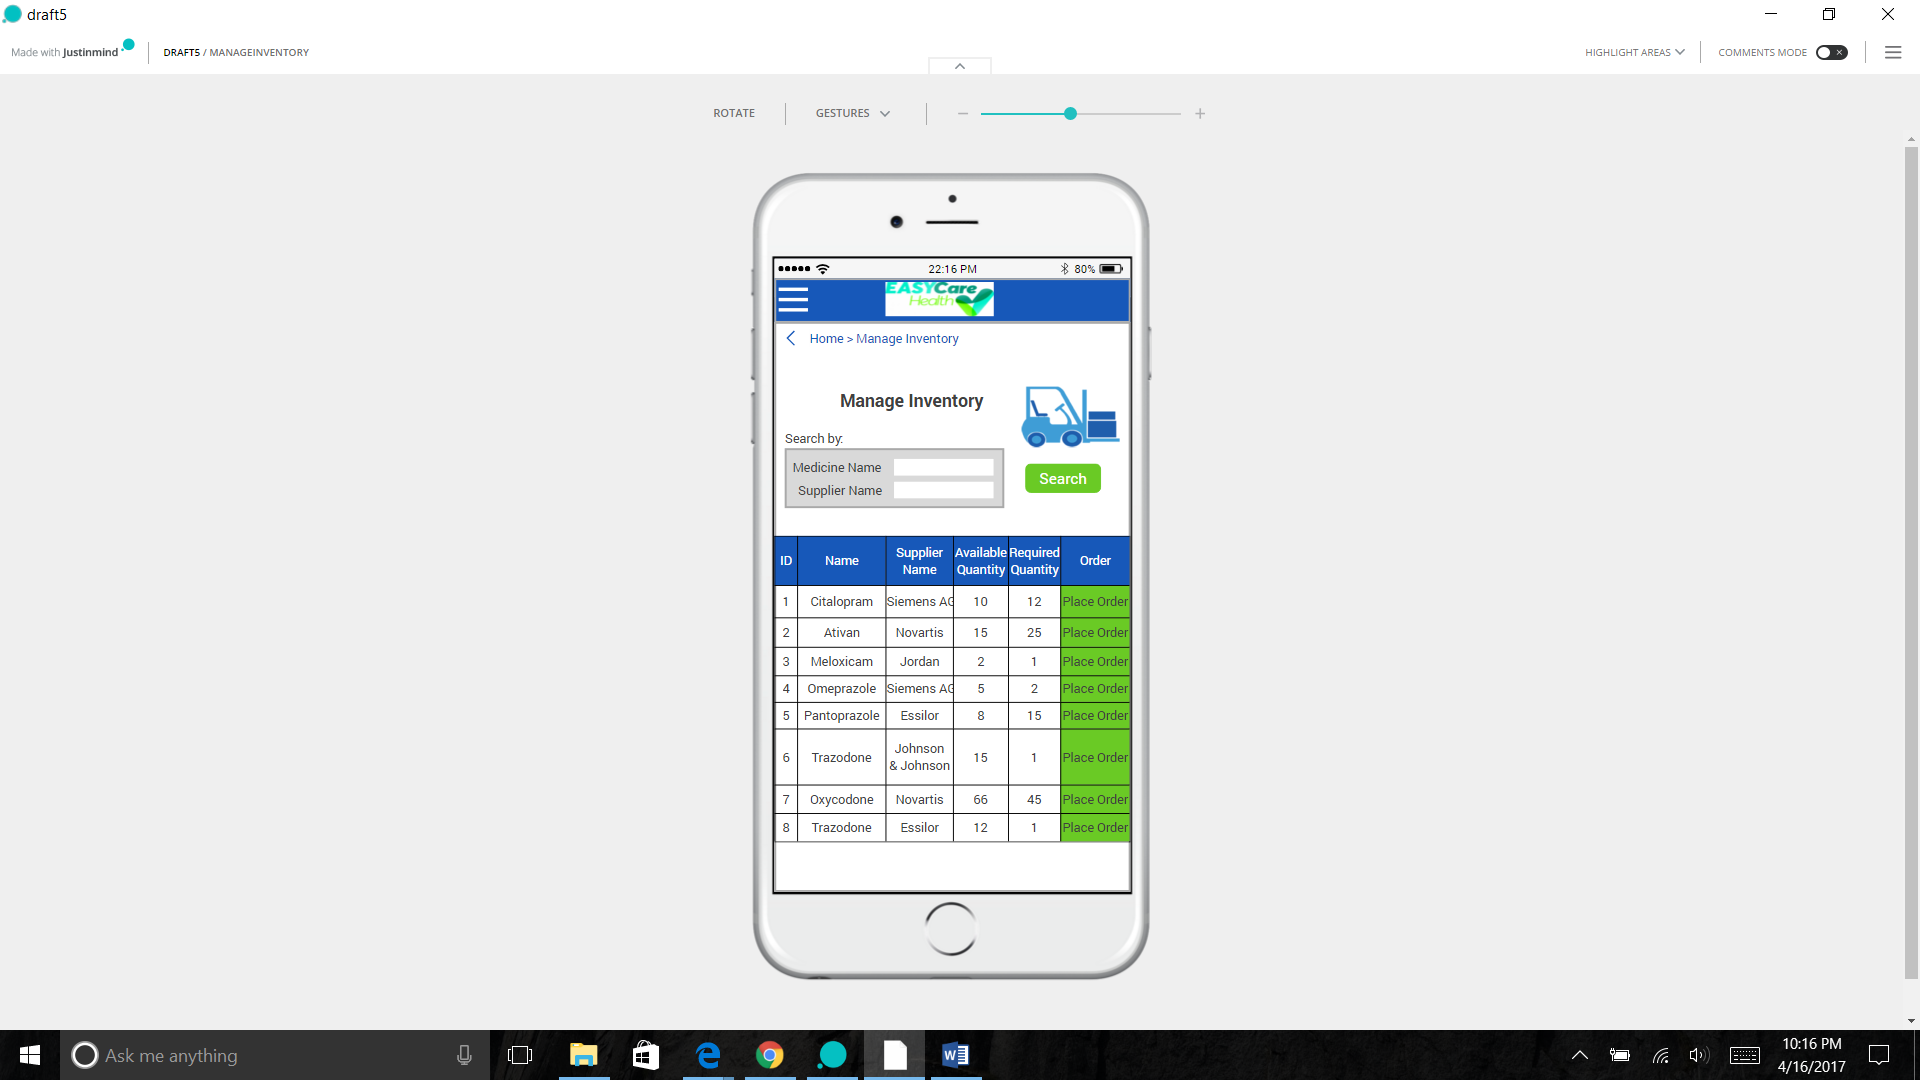 draft5
Made with Justinmind
DRAFT5 / MANAGEINVENTORY
HIGHLIGHT AREAS
COMMENTS MODE
ROTATE
GESTURES
22:16 PM
80%
EASYCare
Health
Home > Manage Inventory
Manage Inventory
Search by:
Medicine Name
Supplier Name
Search
ID Name Supplier Name Available Quantity Required Quantity Order
1 Citalopram Siemens AG 10 12 Place Order
2 Ativan Novartis 15 25 Place Order
3 Meloxicam Jordan 2 1 Place Order
4 Omeprazole Siemens AG 5 2 Place Order
5 Pantoprazole Essilor 8 15 Place Order
6 Trazodone Johnson & Johnson 15 1 Place Order
7 Oxycodone Novartis 66 45 Place Order
8 Trazodone Essilor 12 1 Place Order
Ask me anything
10:16 PM
4/16/2017